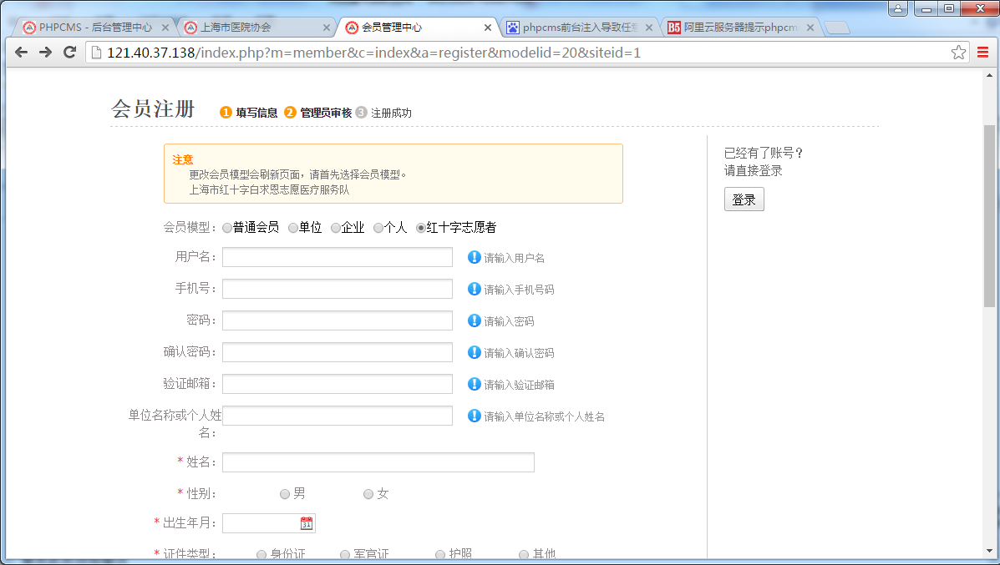 PHPCMS - 后台管理中心
上海市医院协会
会员管理中心
phpcms前台注入导致任意
阿里云服务器提示phpcm
121.40.37.138/index.php?m=member&c=index&a=register&modelid=20&siteid=1
会员注册 1 填写信息 2 管理员审核 3 注册成功
注意
更改会员模型会刷新页面，请首先选择会员模型。
上海市红十字白求恩志愿医疗服务队
已经有了账号？
请直接登录
登录
会员模型： 普通会员 单位 企业 个人 红十字志愿者
用户名： 请输入用户名
手机号： 请输入手机号码
密码： 请输入密码
确认密码： 请输入确认密码
验证邮箱： 请输入验证邮箱
单位名称或个人姓
名： 请输入单位名称或个人姓名
* 姓名：
* 性别： 男 女
* 出生年月： 31
* 证件类型： 身份证 军官证 护照 其他